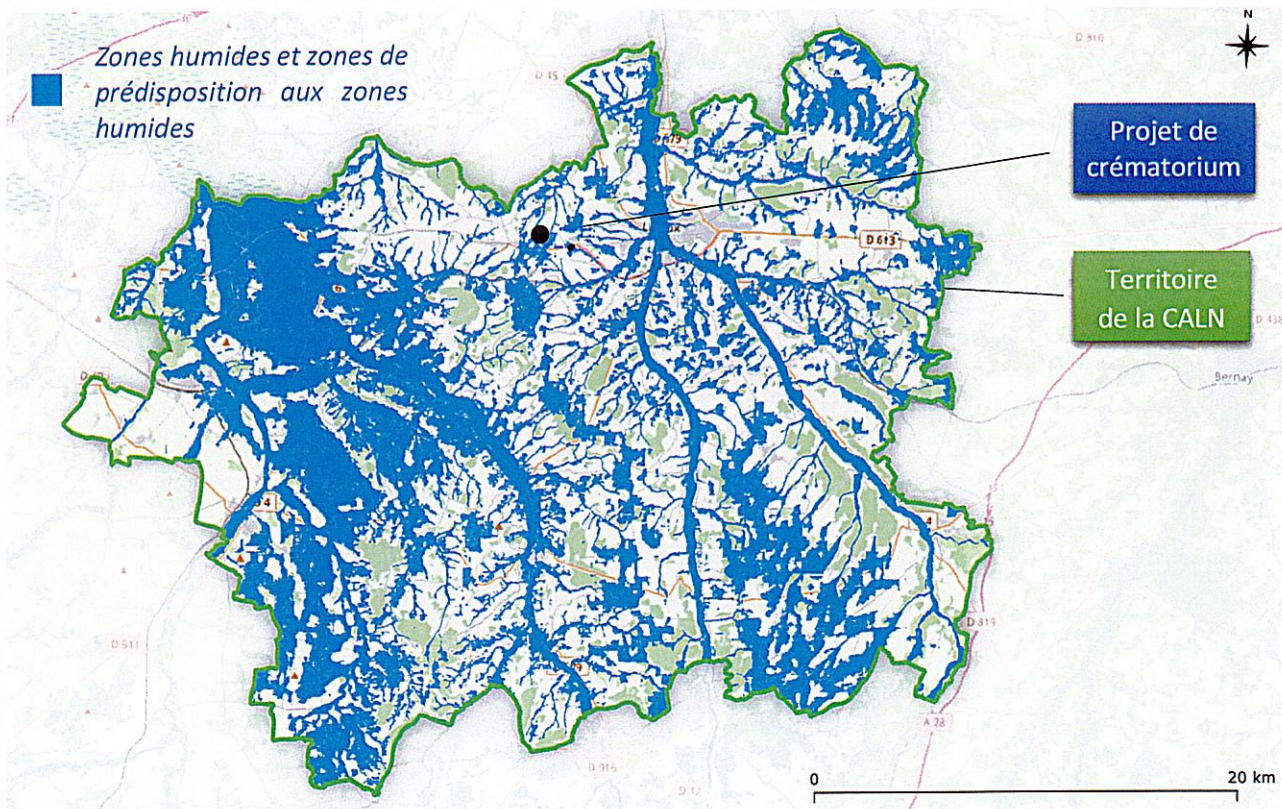 Zones humides et zones de
prédisposition aux zones
humides
N
D 45
D 613
Projet de
crématorium
Territoire
de la CALN
D 438
Bernay
D 511
D 819
A 28
D 916
0
20 km